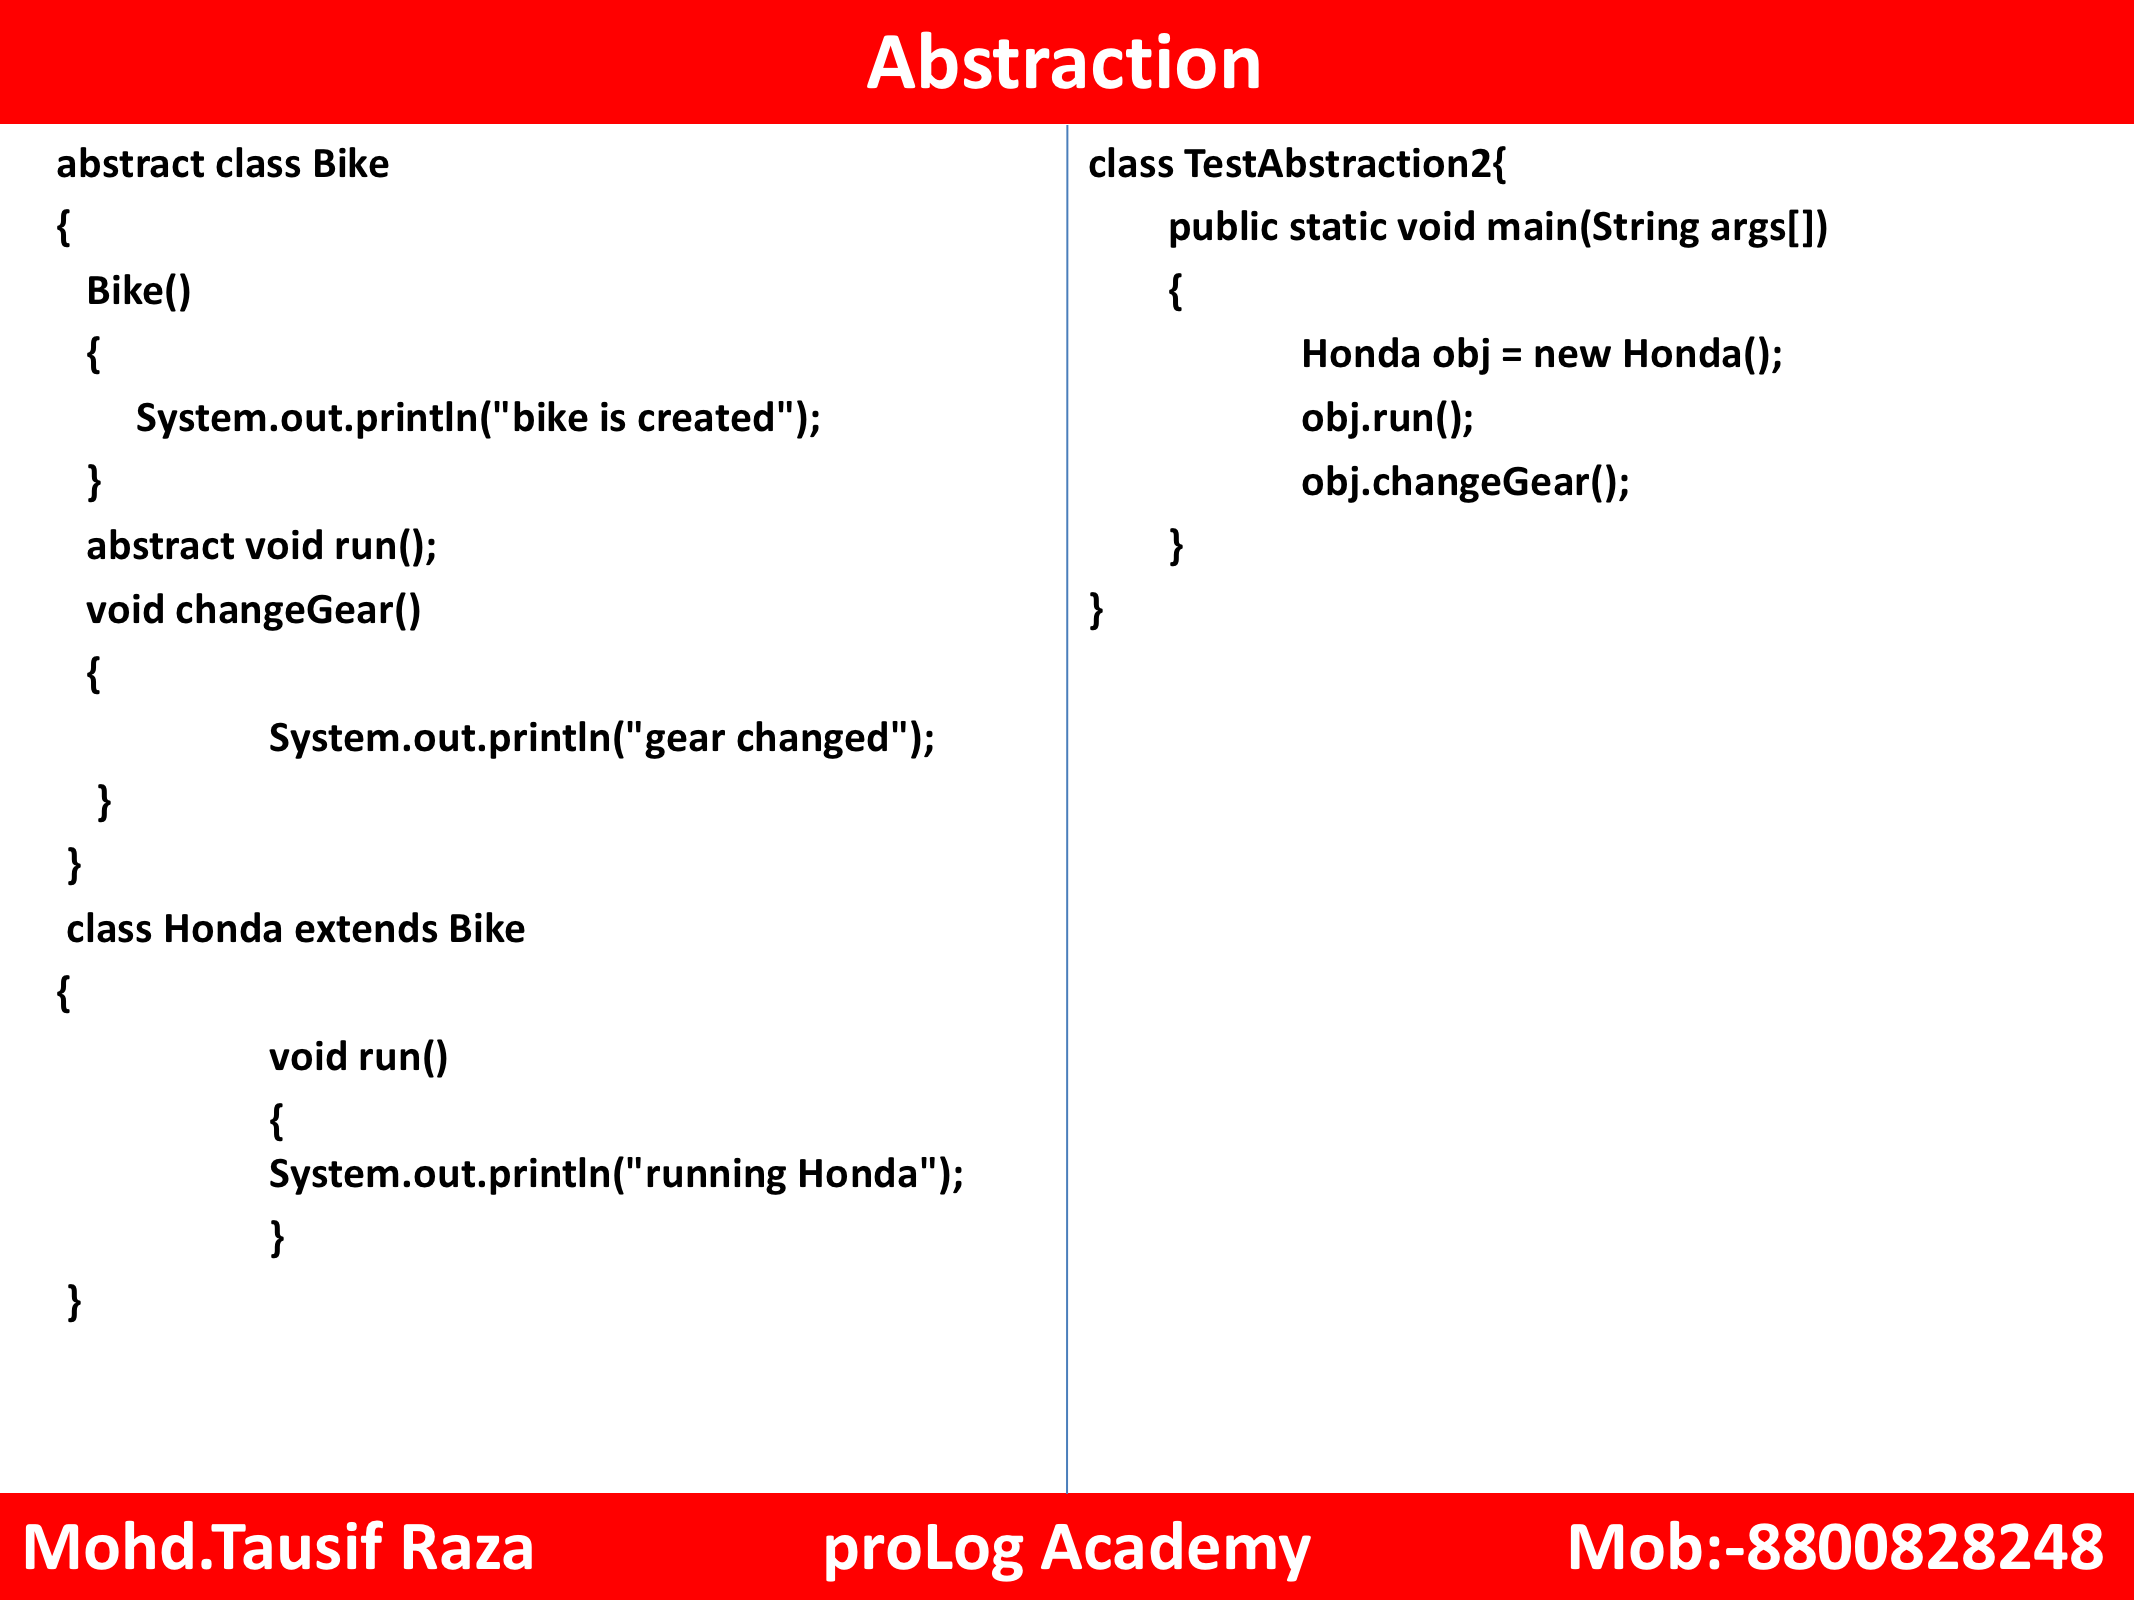 Abstraction
abstract class Bike
{
Bike()
{
System.out.println("bike is created");
}
abstract void run();
void changeGear()
{
System.out.println("gear changed");
}
}
class Honda extends Bike
{
void run()
{
System.out.println("running Honda");
}
}
class TestAbstraction2{
public static void main(String args[])
{
Honda obj = new Honda();
obj.run();
obj.changeGear();
}
}
Mohd.Tausif Raza
proLog Academy
Mob:-8800828248